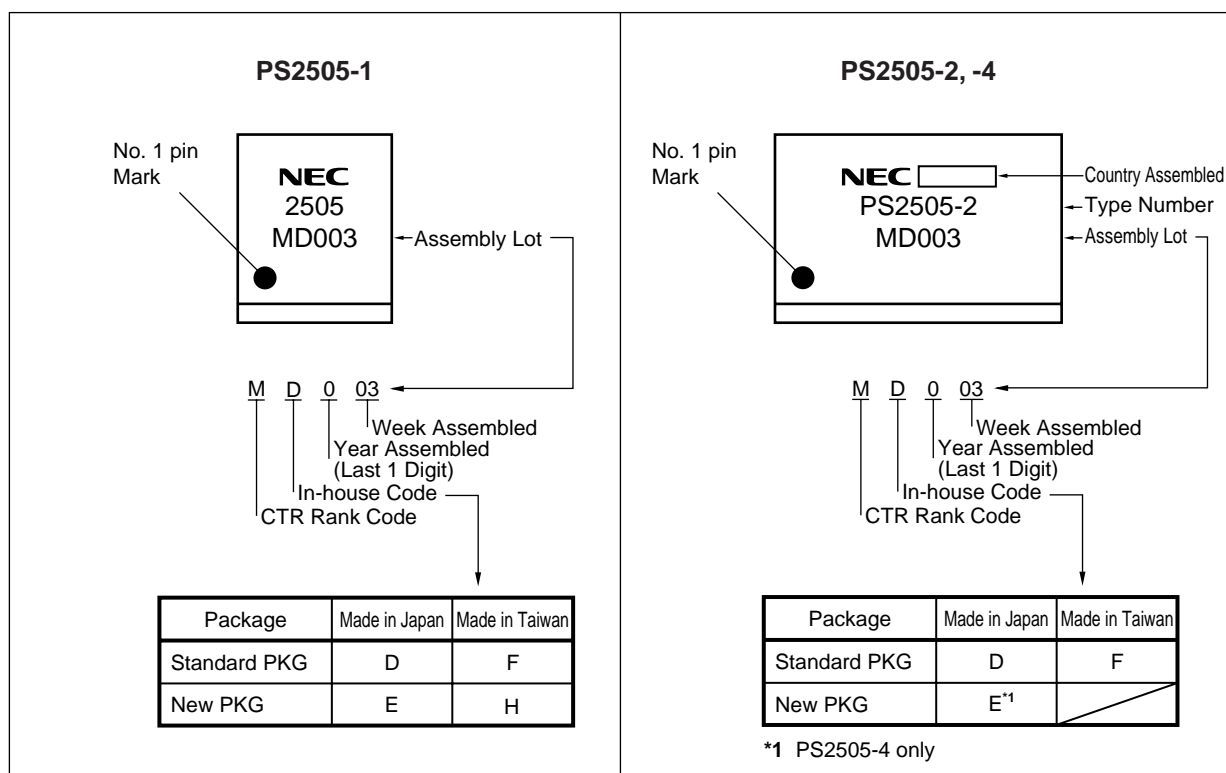 PS2505-1
No. 1 pin
Mark
NEC
2505
MD003
Assembly Lot
M D 0 03
Week Assembled
Year Assembled
(Last 1 Digit)
In-house Code
CTR Rank Code
Package Made in Japan Made in Taiwan
Standard PKG D F
New PKG E H
PS2505-2, -4
No. 1 pin
Mark
NEC
Country Assembled
PS2505-2
Type Number
MD003
Assembly Lot
M D 0 03
Week Assembled
Year Assembled
(Last 1 Digit)
In-house Code
CTR Rank Code
Package Made in Japan Made in Taiwan
Standard PKG D F
New PKG E*1
*1 PS2505-4 only